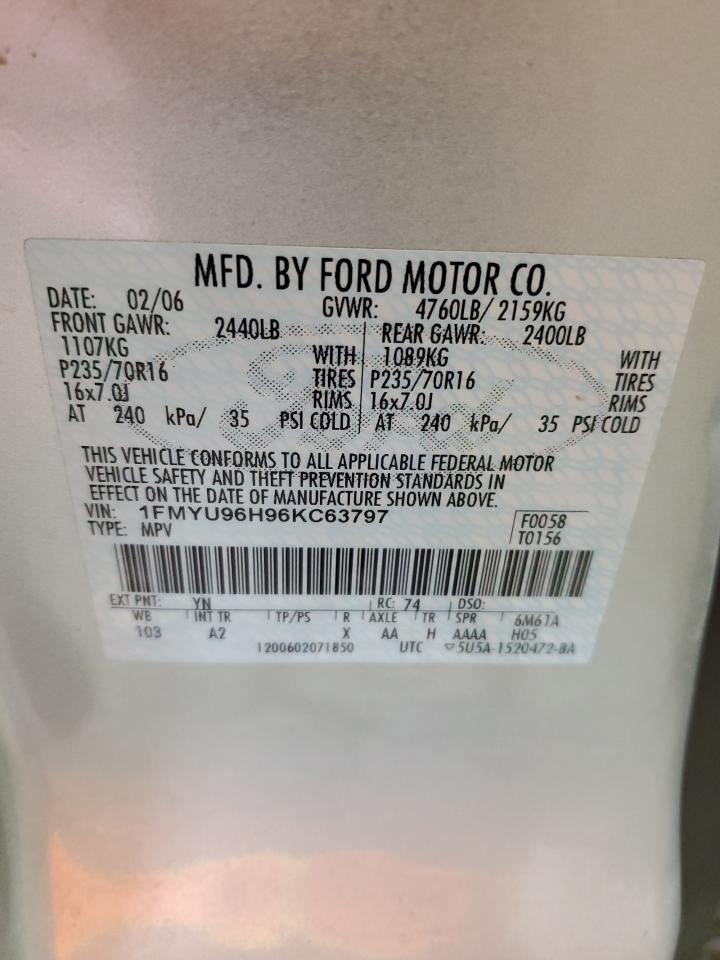 MFD. BY FORD MOTOR CO.
DATE: 02/06 GVWR: 4760LB/ 2159KG
FRONT GAWR: 2440LB REAR GAWR: 2400LB
1107KG WITH 1089KG WITH
P235/70R16 TIRES P235/70R16 TIRES
16x7.0J RIMS 16x7.0J RIMS
AT 240 kPa/ 35 PSI COLD AT 240 kPa/ 35 PSI COLD
THIS VEHICLE CONFORMS TO ALL APPLICABLE FEDERAL MOTOR
VEHICLE SAFETY AND THEFT PREVENTION STANDARDS IN
EFFECT ON THE DATE OF MANUFACTURE SHOWN ABOVE.
VIN: 1FMYU96H96KC63797 F0058
TYPE: MPV T0156
EXT PNT: YN RC: 74 DSO:
WB INT TR TP/PS R AXLE TR SPR 6M61A
103 A2 X AA H AAAA H05
1200602071850 UTC ▽5U5A-1520472-BA